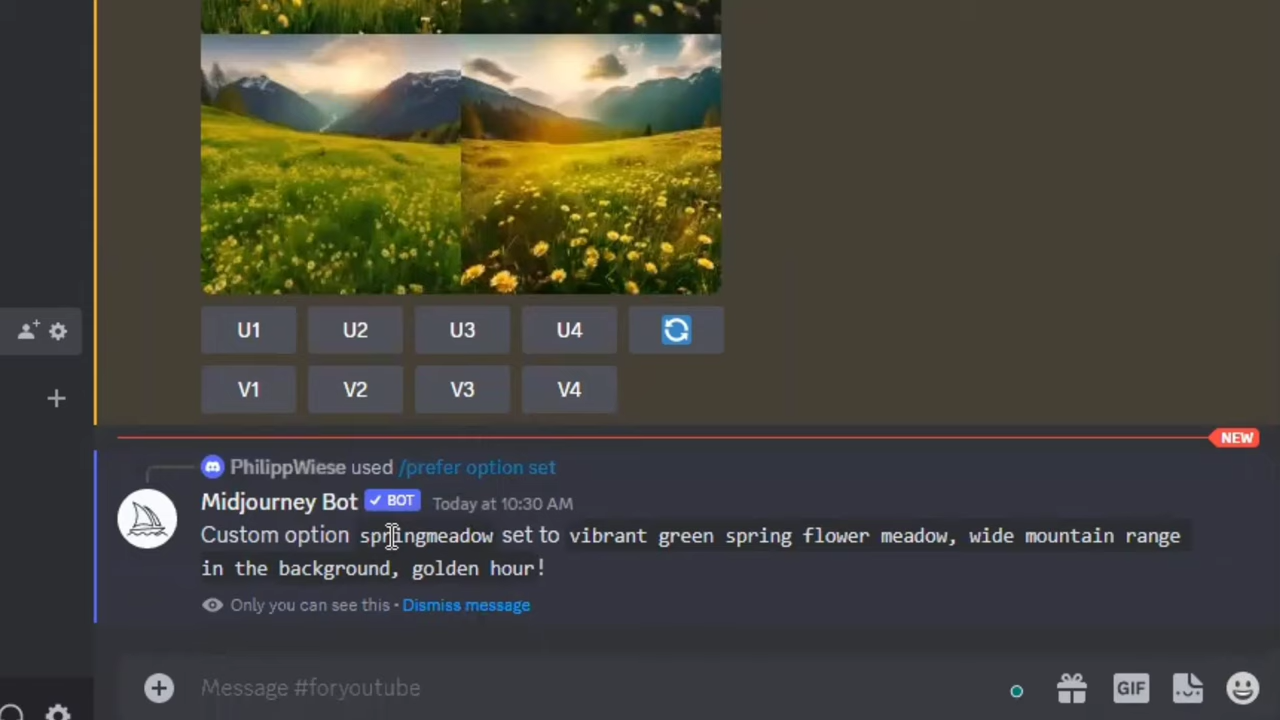 U1 U2 U3 U4
V1 V2 V3 V4
NEW
PhilippWiese used /prefer option set
Midjourney Bot ✓ BOT Today at 10:30 AM
Custom option springmeadow set to vibrant green spring flower meadow, wide mountain range
in the background, golden hour!
Only you can see this • Dismiss message
Message #foryoutube
GIF